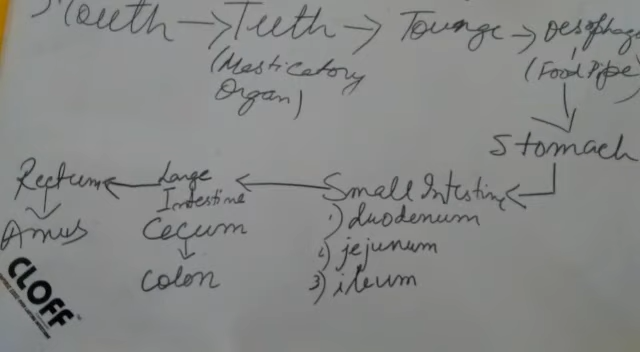 Mouth → Teeth → Tounge → Oesophag
(Masticatory Organ)
(Food Pipe)
Stomach
Rectum ← Large Intestine ← Small Intestine
Anus
Cecum
Colon
1) duodenum
2) jejunum
3) ileum
CLOFF